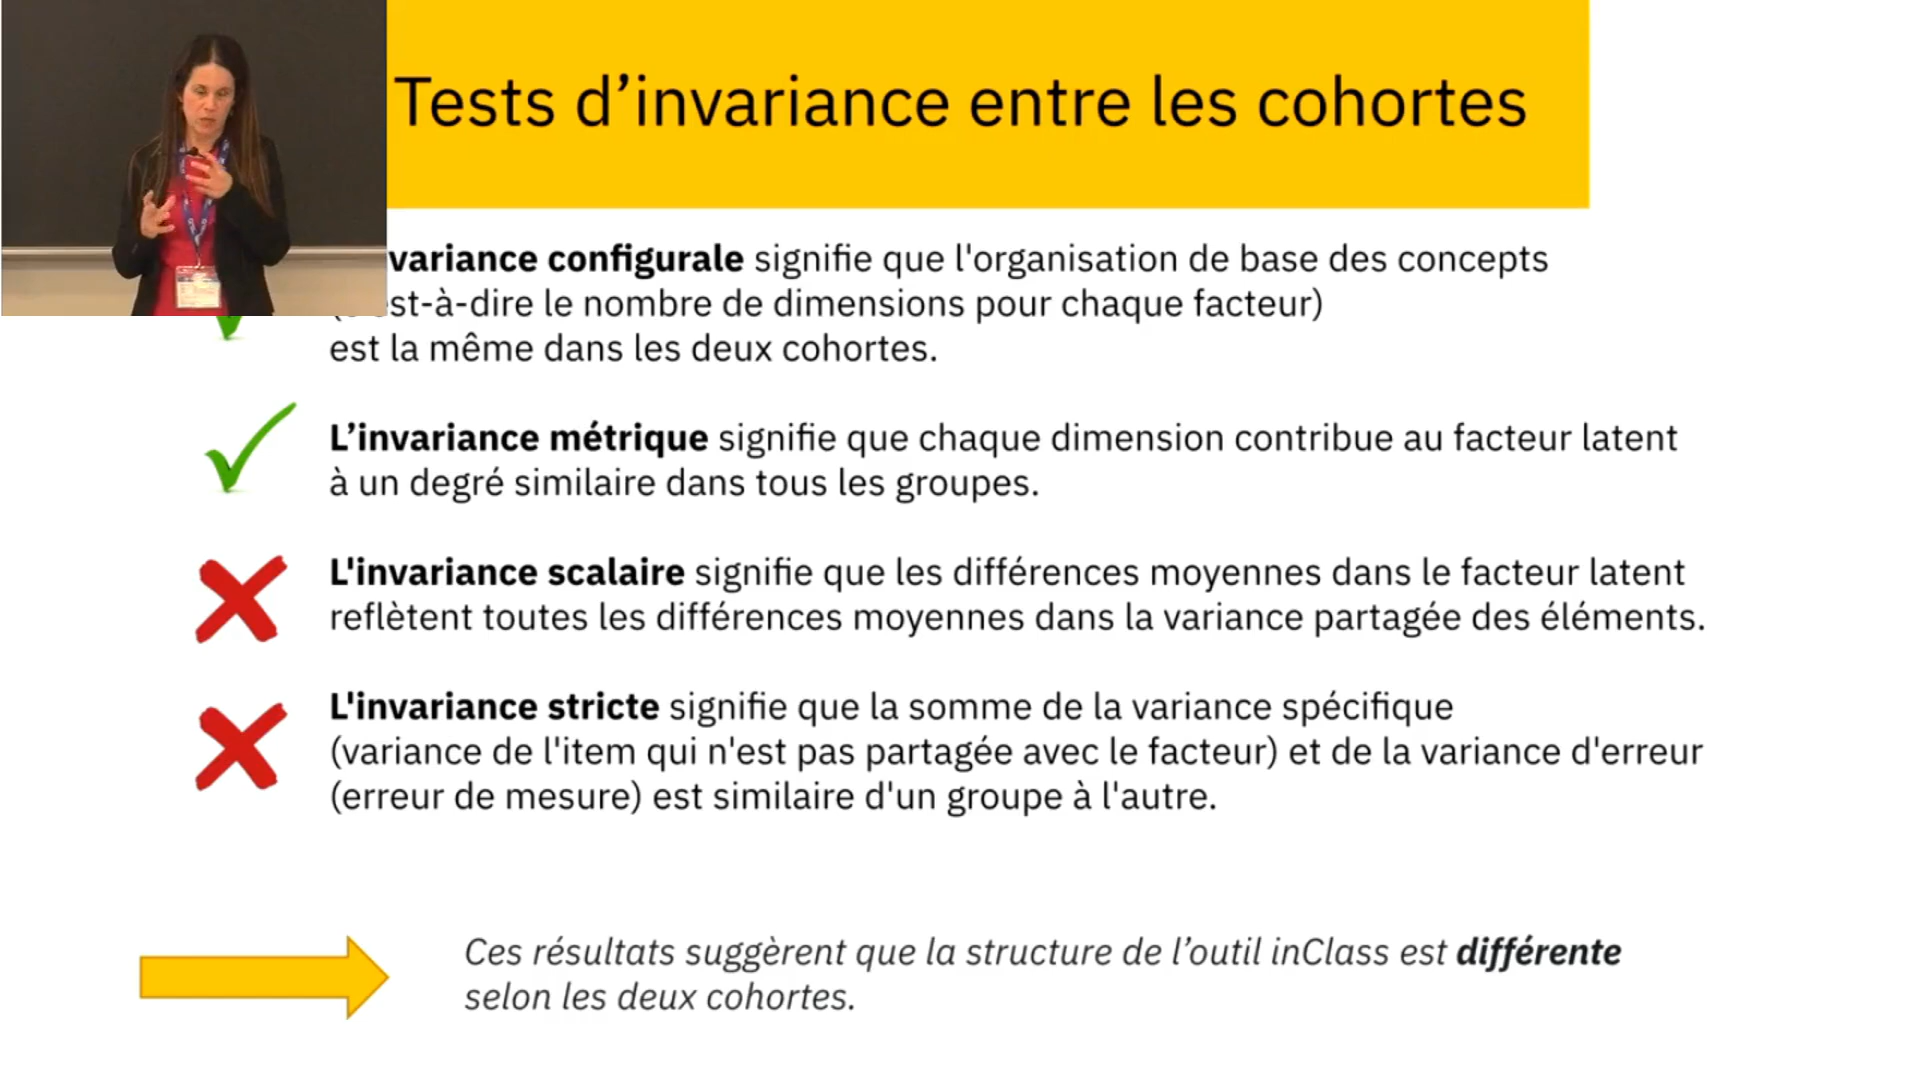 Tests d’invariance entre les cohortes
variance configurale signifie que l'organisation de base des concepts
st-à-dire le nombre de dimensions pour chaque facteur)
est la même dans les deux cohortes.
L’invariance métrique signifie que chaque dimension contribue au facteur latent
à un degré similaire dans tous les groupes.
L'invariance scalaire signifie que les différences moyennes dans le facteur latent
reflètent toutes les différences moyennes dans la variance partagée des éléments.
L'invariance stricte signifie que la somme de la variance spécifique
(variance de l'item qui n'est pas partagée avec le facteur) et de la variance d'erreur
(erreur de mesure) est similaire d'un groupe à l'autre.
Ces résultats suggèrent que la structure de l’outil inClass est différente
selon les deux cohortes.